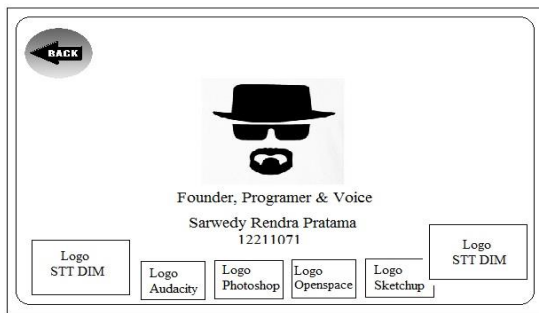 BACK
Founder, Programer & Voice
Sarwedy Rendra Pratama
12211071
Logo
STT DIM
Logo
Audacity
Logo
Photoshop
Logo
Openspace
Logo
Sketchup
Logo
STT DIM